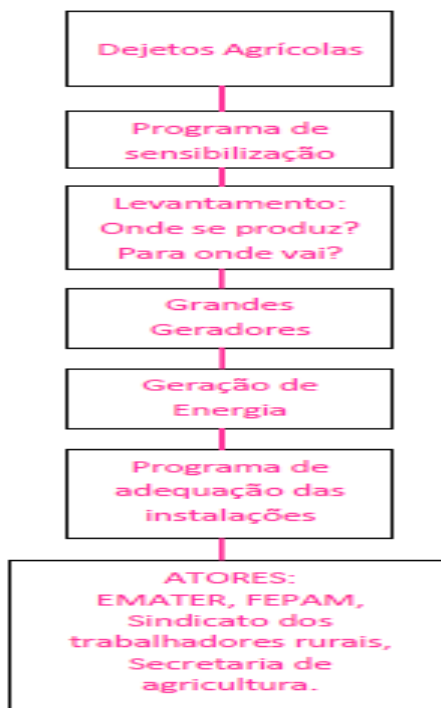 Dejetos Agrícolas
Programa de
sensibilização
Levantamento:
Onde se produz?
Para onde vai?
Grandes
Geradores
Geração de
Energia
Programa de
adequação das
instalações
ATORES:
EMATER, FEPAM,
Sindicato dos
trabalhadores rurais,
Secretaria de
agricultura.